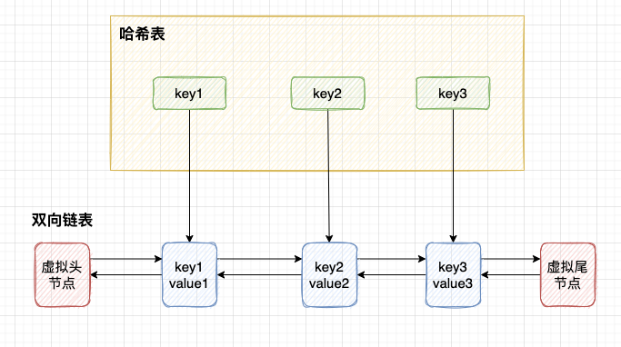 哈希表
key1
key2
key3
双向链表
虚拟头
节点
key1
value1
key2
value2
key3
value3
虚拟尾
节点